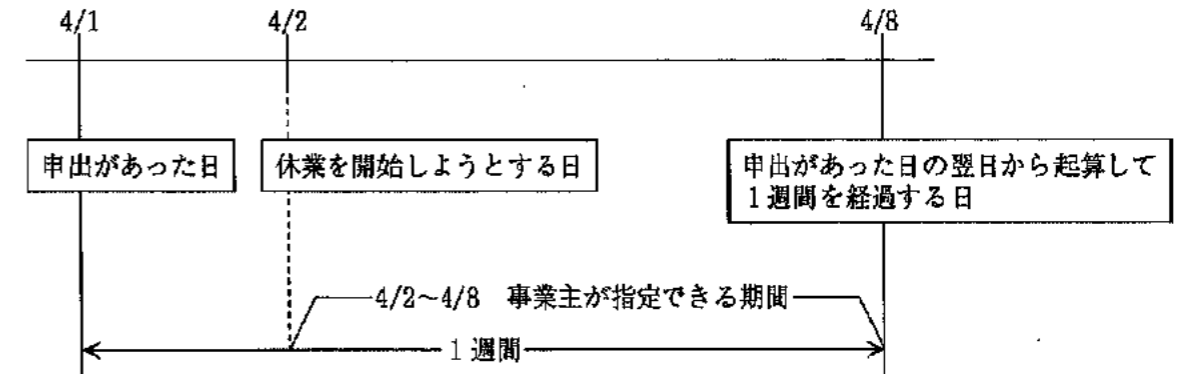 4/1
4/2
4/8
申出があった日
休業を開始しようとする日
申出があった日の翌日から起算して
1週間を経過する日
4/2~4/8 事業主が指定できる期間
1週間